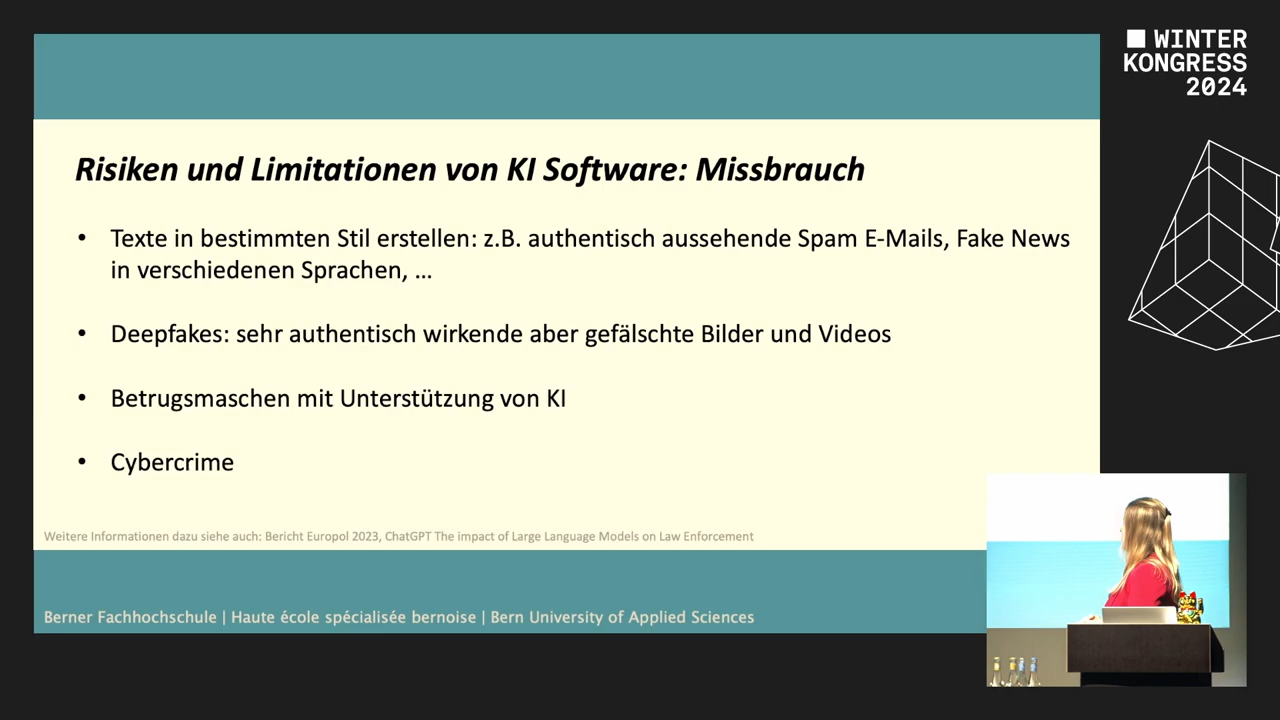 WINTER
KONGRESS
2024
Risiken und Limitationen von KI Software: Missbrauch
• Texte in bestimmten Stil erstellen: z.B. authentisch aussehende Spam E-Mails, Fake News
in verschiedenen Sprachen, ...
• Deepfakes: sehr authentisch wirkende aber gefälschte Bilder und Videos
• Betrugsmaschen mit Unterstützung von KI
• Cybercrime
Weitere Informationen dazu siehe auch: Bericht Europol 2023, ChatGPT The impact of Large Language Models on Law Enforcement
Berner Fachhochschule | Haute école spécialisée bernoise | Bern University of Applied Sciences